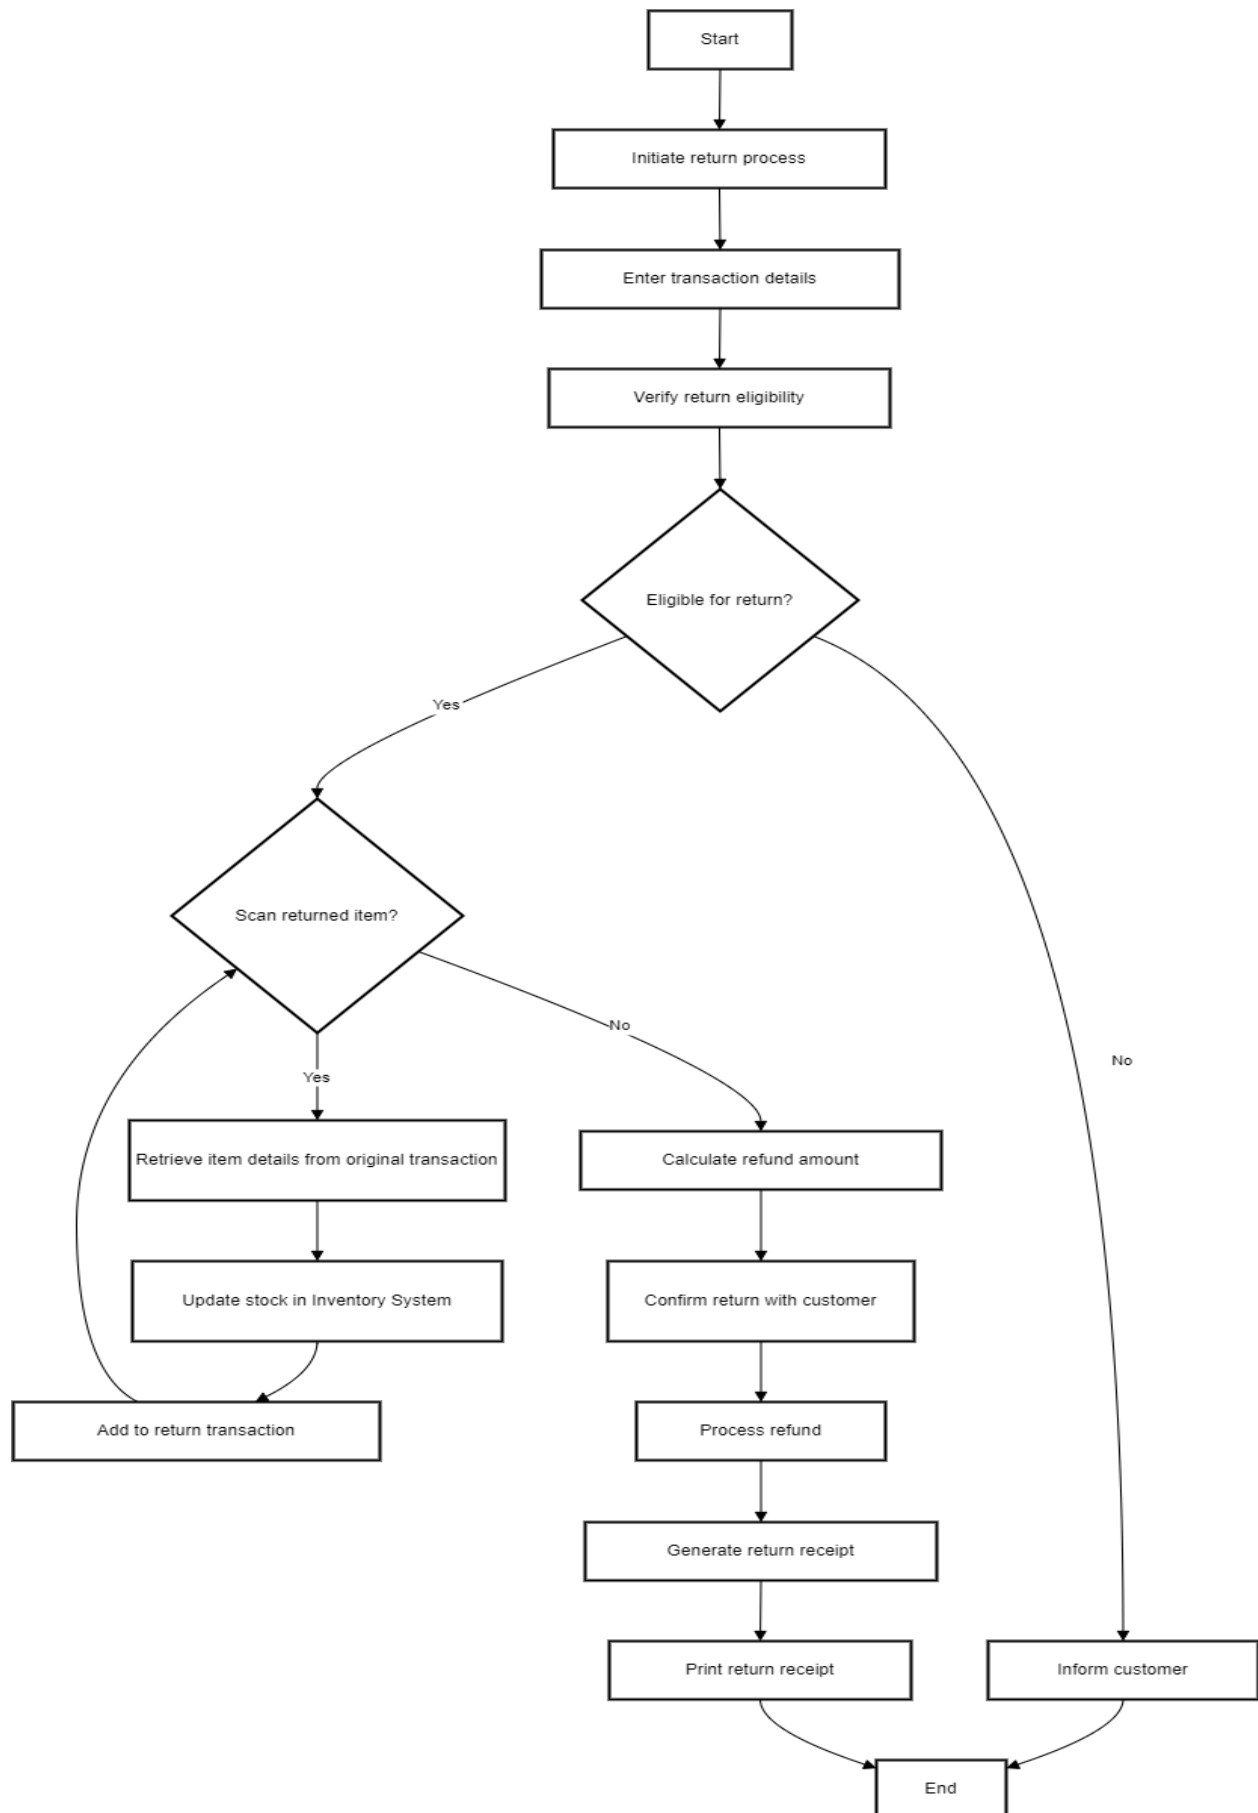 Start
Initiate return process
Enter transaction details
Verify return eligibility
Eligible for return?
Yes
Scan returned item?
No
No
Yes
Retrieve item details from original transaction
Calculate refund amount
Update stock in Inventory System
Confirm return with customer
Add to return transaction
Process refund
Generate return receipt
Print return receipt
Inform customer
End